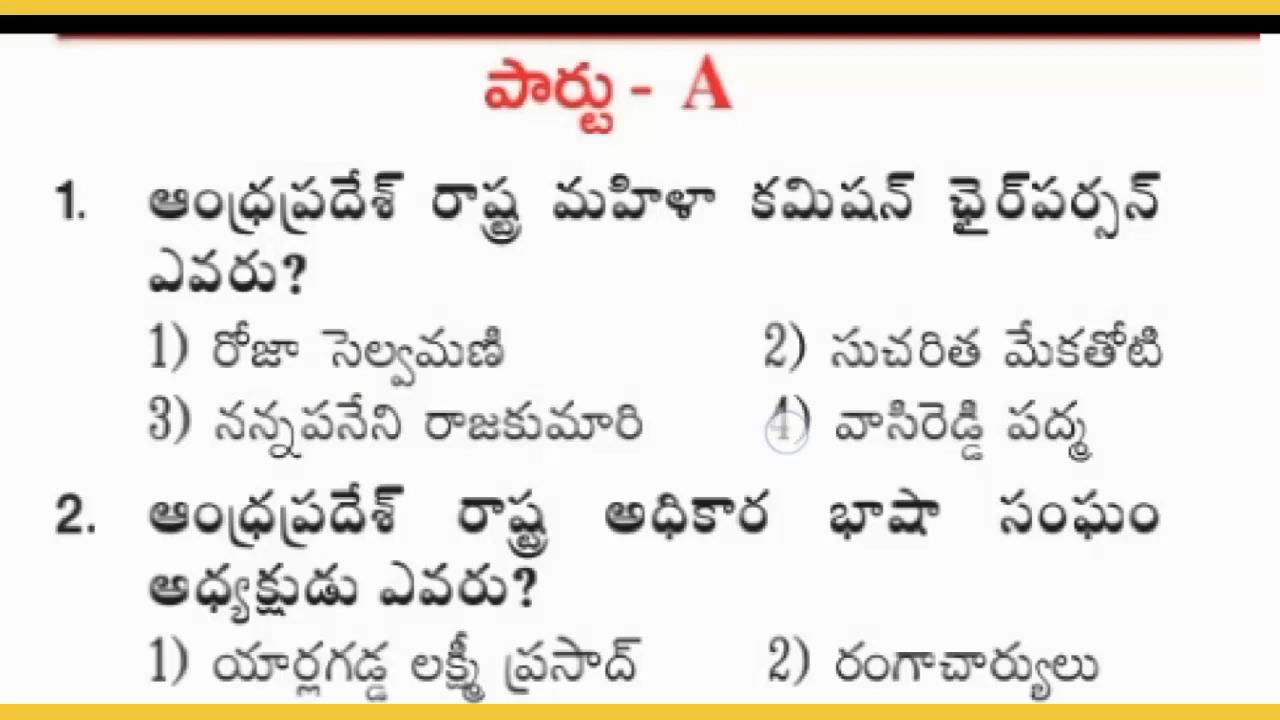 పార్టు - A
1. ఆంధ్రప్రదేశ్ రాష్ట్ర మహిళా కమిషన్ ఛైర్‌పర్సన్
ఎవరు?
1) రోజా సెల్వమణి 2) సుచరిత మేకతోటి
3) నన్నపనేని రాజకుమారి 4) వాసిరెడ్డి పద్మ
2. ఆంధ్రప్రదేశ్ రాష్ట్ర అధికార భాషా సంఘం
అధ్యక్షుడు ఎవరు?
1) యార్లగడ్డ లక్ష్మీ ప్రసాద్ 2) రంగాచార్యులు